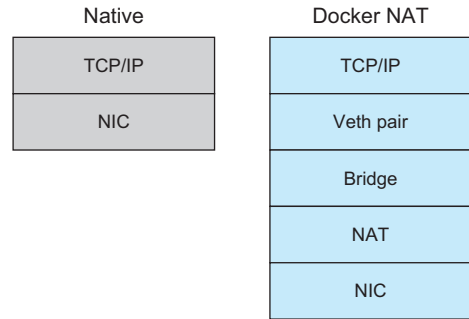 Native
TCP/IP
NIC
Docker NAT
TCP/IP
Veth pair
Bridge
NAT
NIC